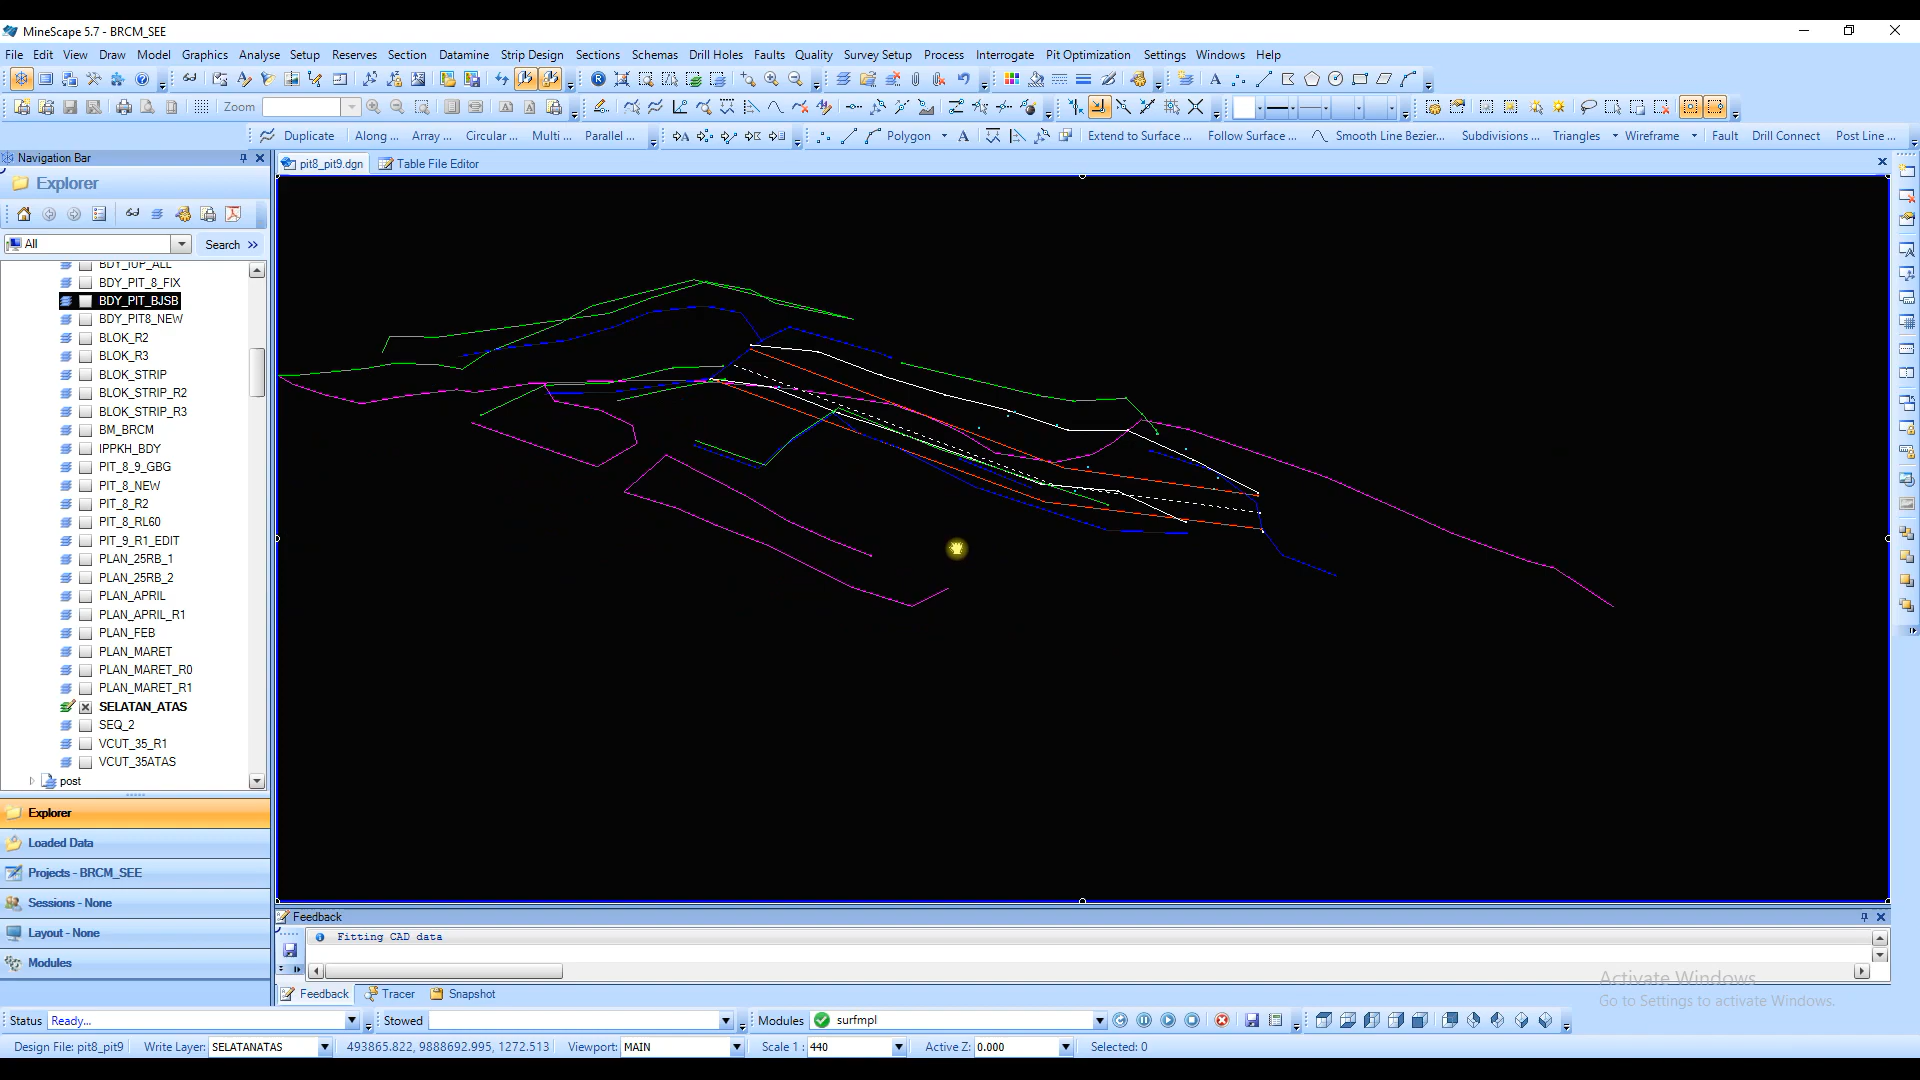 MineScape 5.7 - BRCM_SEE
File Edit View Draw Model Graphics Analyse Setup Reserves Section Datamine Strip Design Sections Schemas Drill Holes Faults Quality Survey Setup Process Interrogate Pit Optimization Settings Windows Help
Zoom
Duplicate Along ... Array ... Circular ... Multi ... Parallel ... Polygon Extend to Surface ... Follow Surface ... Smooth Line Bezier... Subdivisions ... Triangles Wireframe Fault Drill Connect Post Line ...
Navigation Bar
pit8_pit9.dgn Table File Editor
Explorer
All Search »
BDY_IUP_ALL
BDY_PIT_8_FIX
BDY_PIT_BJSB
BDY_PIT8_NEW
BLOK_R2
BLOK_R3
BLOK_STRIP
BLOK_STRIP_R2
BLOK_STRIP_R3
BM_BRCM
IPPKH_BDY
PIT_8_9_GBG
PIT_8_NEW
PIT_8_R2
PIT_8_RL60
PIT_9_R1_EDIT
PLAN_25RB_1
PLAN_25RB_2
PLAN_APRIL
PLAN_APRIL_R1
PLAN_FEB
PLAN_MARET
PLAN_MARET_R0
PLAN_MARET_R1
SELATAN_ATAS
SEQ_2
VCUT_35_R1
VCUT_35ATAS
post
Explorer
Loaded Data
Projects - BRCM_SEE
Sessions - None
Layout - None
Modules
Feedback
Fitting CAD data
Activate Windows
Go to Settings to activate Windows.
Feedback Tracer Snapshot
Status Ready... Stowed Modules surfmpl
Design File: pit8_pit9 Write Layer: SELATANATAS 493865.822, 9888692.995, 1272.513 Viewport: MAIN Scale 1 : 440 Active Z: 0.000 Selected: 0